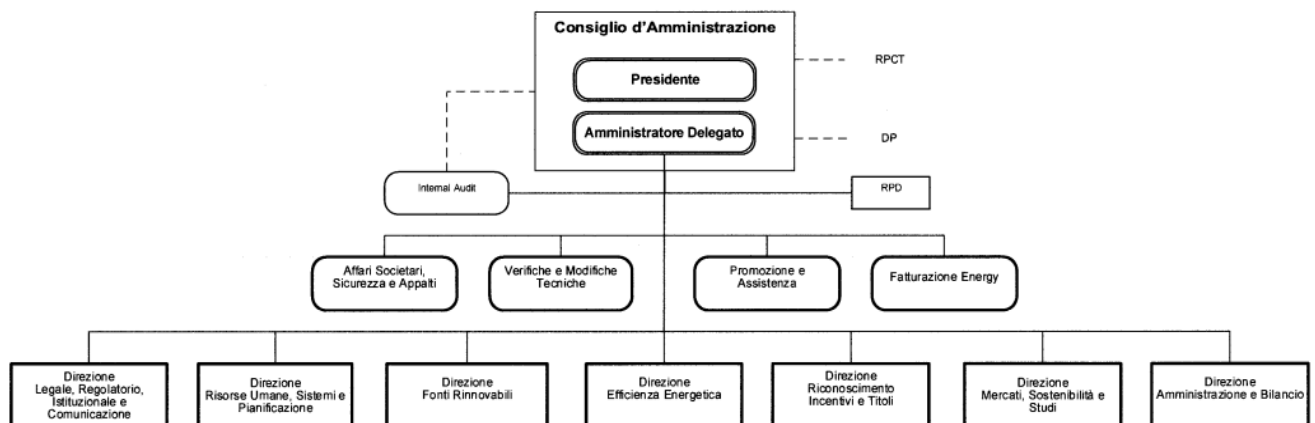 Consiglio d'Amministrazione
RPCT
Presidente
Amministratore Delegato
DP
Internal Audit
RPD
Affari Societari,
Sicurezza e Appalti
Verifiche e Modifiche
Tecniche
Promozione e
Assistenza
Fatturazione Energy
Direzione
Legale, Regolatorio,
Istituzionale e
Comunicazione
Direzione
Risorse Umane, Sistemi e
Pianificazione
Direzione
Fonti Rinnovabili
Direzione
Efficienza Energetica
Direzione
Riconoscimento
Incentivi e Titoli
Direzione
Mercati, Sostenibilità e
Studi
Direzione
Amministrazione e Bilancio